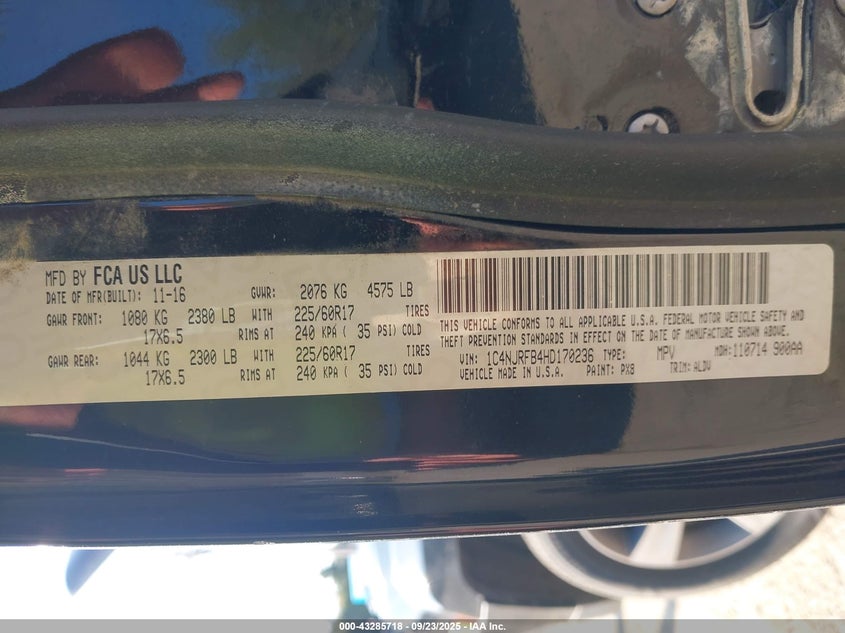 MFD BY FCA US LLC
DATE OF MFR(BUILT): 11-16 GVWR: 2076 KG 4575 LB
GAWR FRONT: 1080 KG 2380 LB WITH 225/60R17 TIRES
17X6.5 RIMS AT 240 KPA ( 35 PSI) COLD
GAWR REAR: 1044 KG 2300 LB WITH 225/60R17 TIRES
17X6.5 RIMS AT 240 KPA ( 35 PSI) COLD
THIS VEHICLE CONFORMS TO ALL APPLICABLE U.S.A. FEDERAL MOTOR VEHICLE SAFETY AND
THEFT PREVENTION STANDARDS IN EFFECT ON THE DATE OF MANUFACTURE SHOWN ABOVE.
VIN: 1C4NJRFB4HD170236 TYPE: MPV MDH:110714 900AA
VEHICLE MADE IN U.S.A. PAINT: PX8 TRIM: ALDV
000-43285718 - 09/23/2025 - IAA Inc.